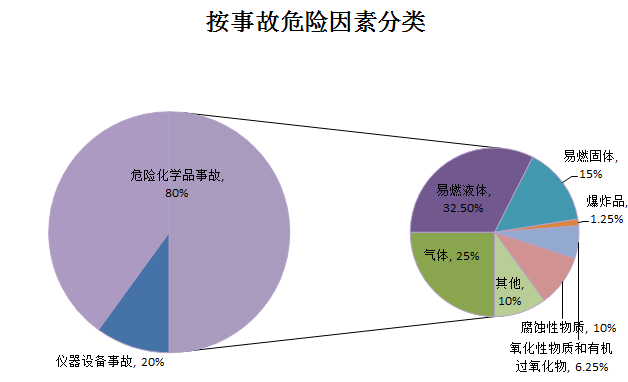 按事故危险因素分类
危险化学品事故,
80%
仪器设备事故, 20%
易燃液体,
32.50%
易燃固体,
15%
爆炸品,
1.25%
气体, 25%
其他,
10%
腐蚀性物质, 10%
氧化性物质和有机
过氧化物, 6.25%